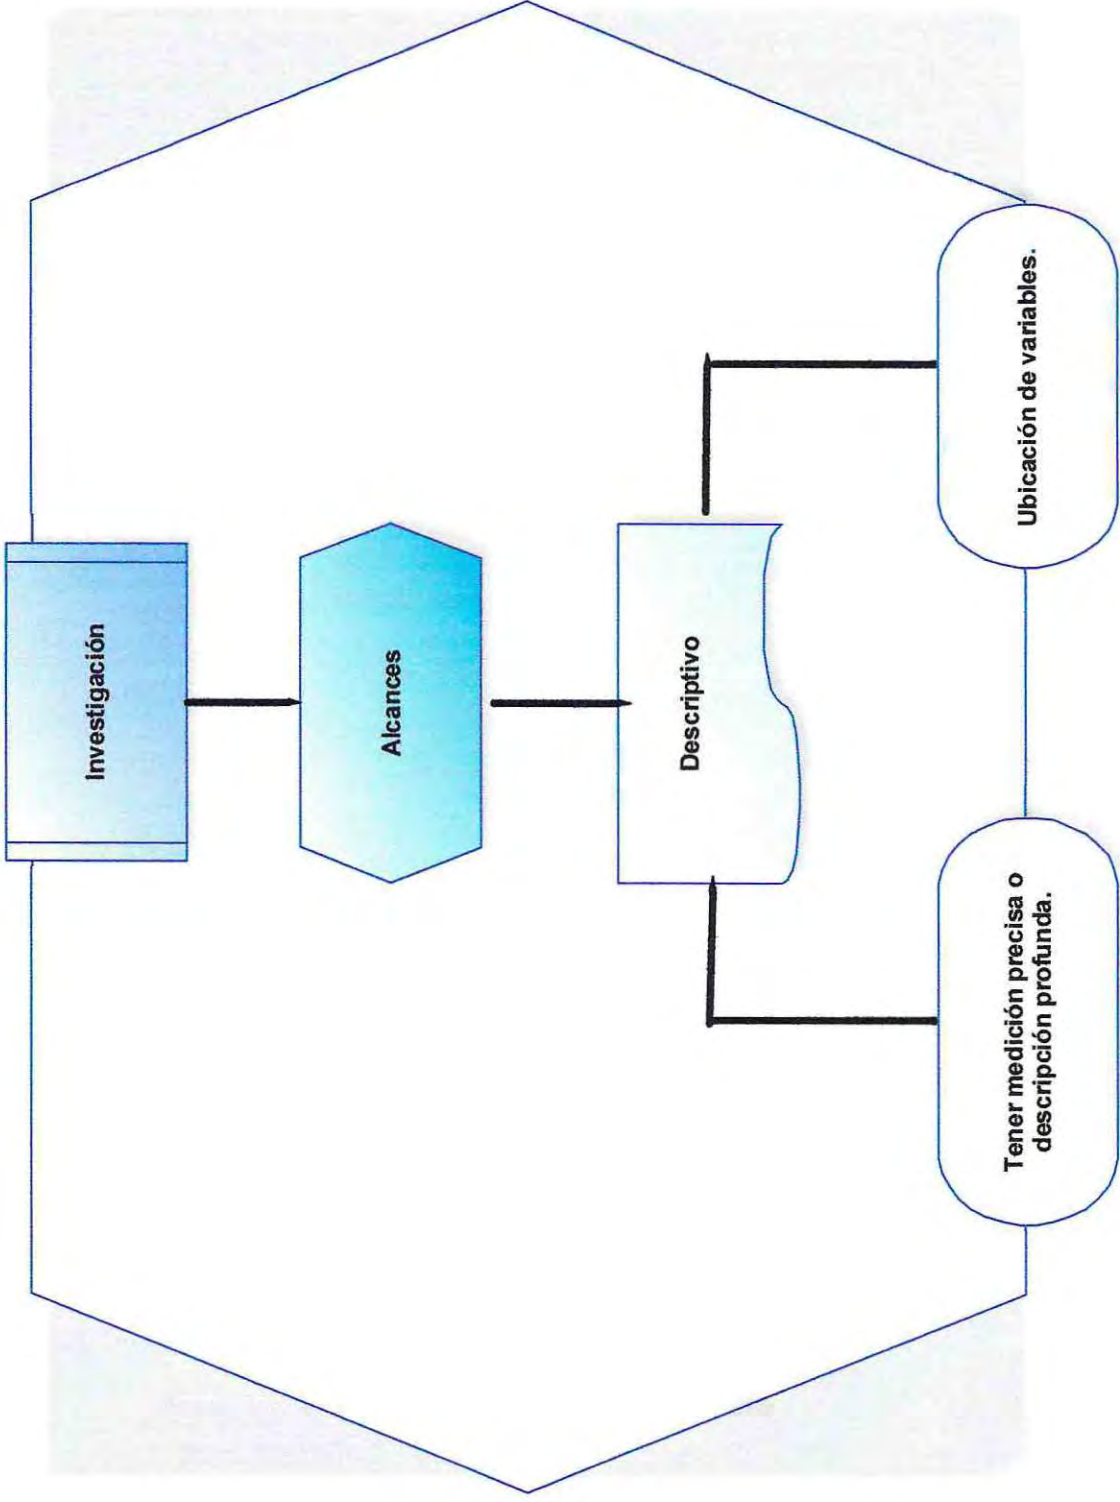 Investigación
Alcances
Descriptivo
Tener medición precisa o
descripción profunda.
Ubicación de variables.